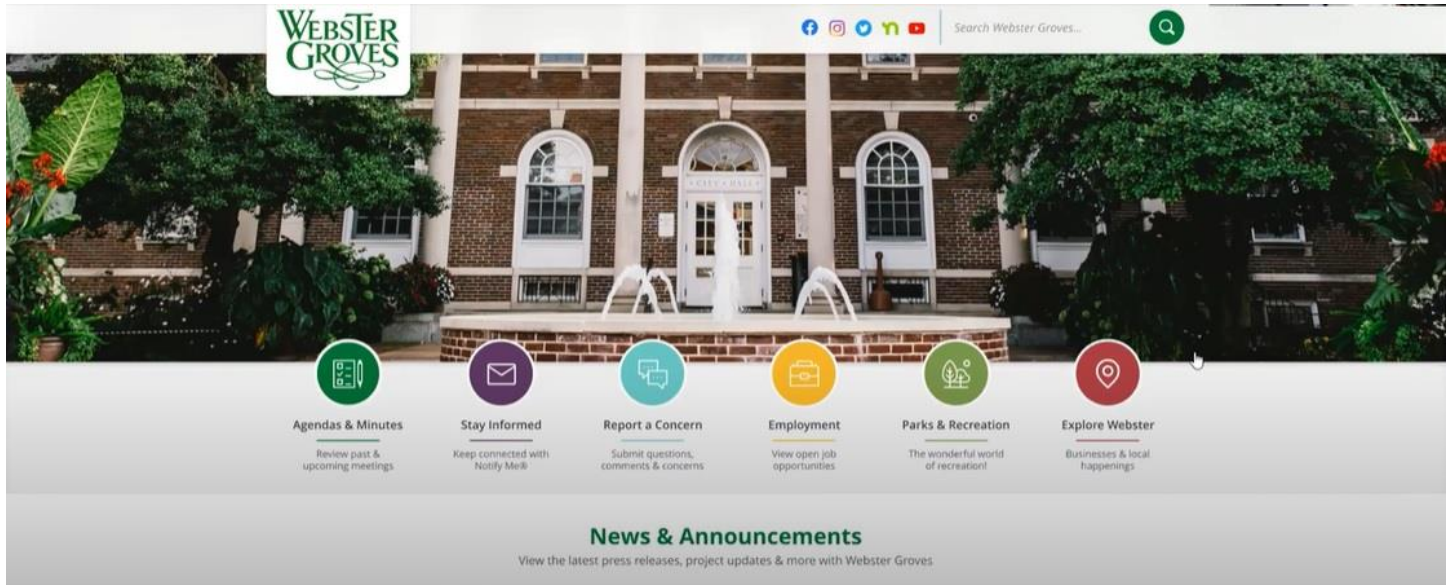 WEBSTER
GROVES
Search Webster Groves...
CITY HALL
Agendas & Minutes
Review past &
upcoming meetings
Stay Informed
Keep connected with
Notify Me®
Report a Concern
Submit questions,
comments & concerns
Employment
View open job
opportunities
Parks & Recreation
The wonderful world
of recreation!
Explore Webster
Businesses & local
happenings
News & Announcements
View the latest press releases, project updates & more with Webster Groves